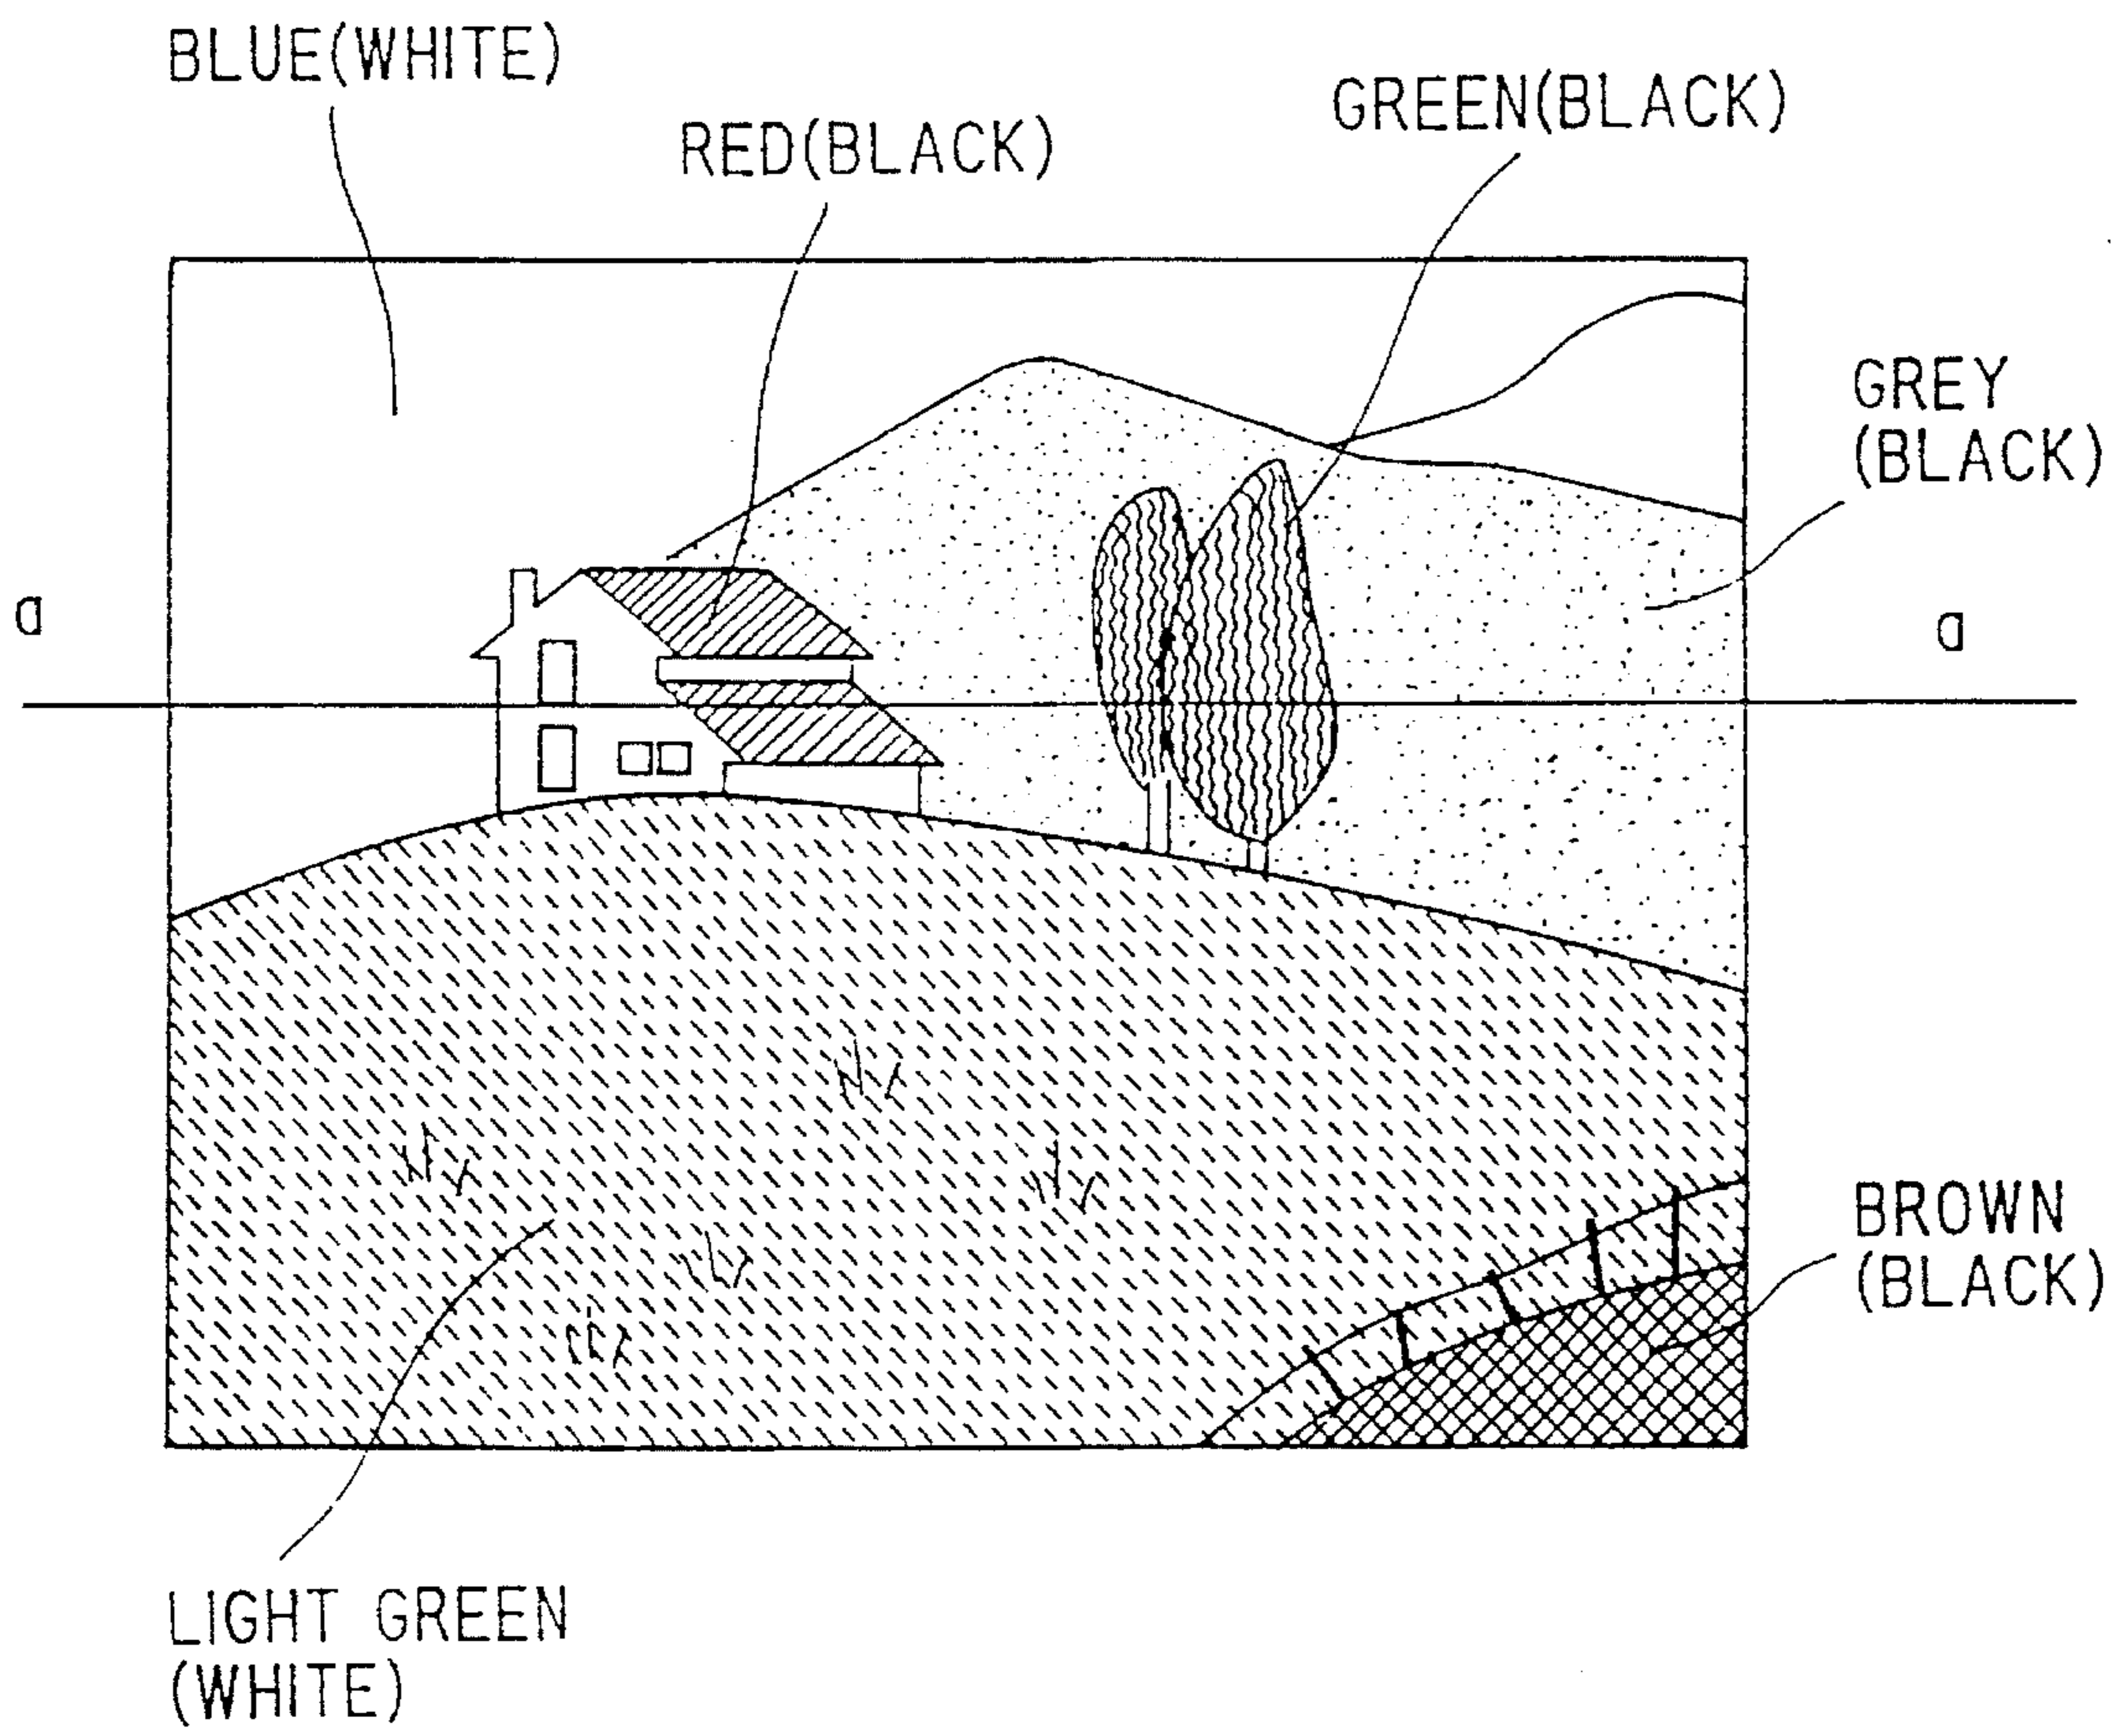 BLUE(WHITE)
RED(BLACK)
GREEN(BLACK)
GREY
(BLACK)
a
a
BROWN
(BLACK)
LIGHT GREEN
(WHITE)